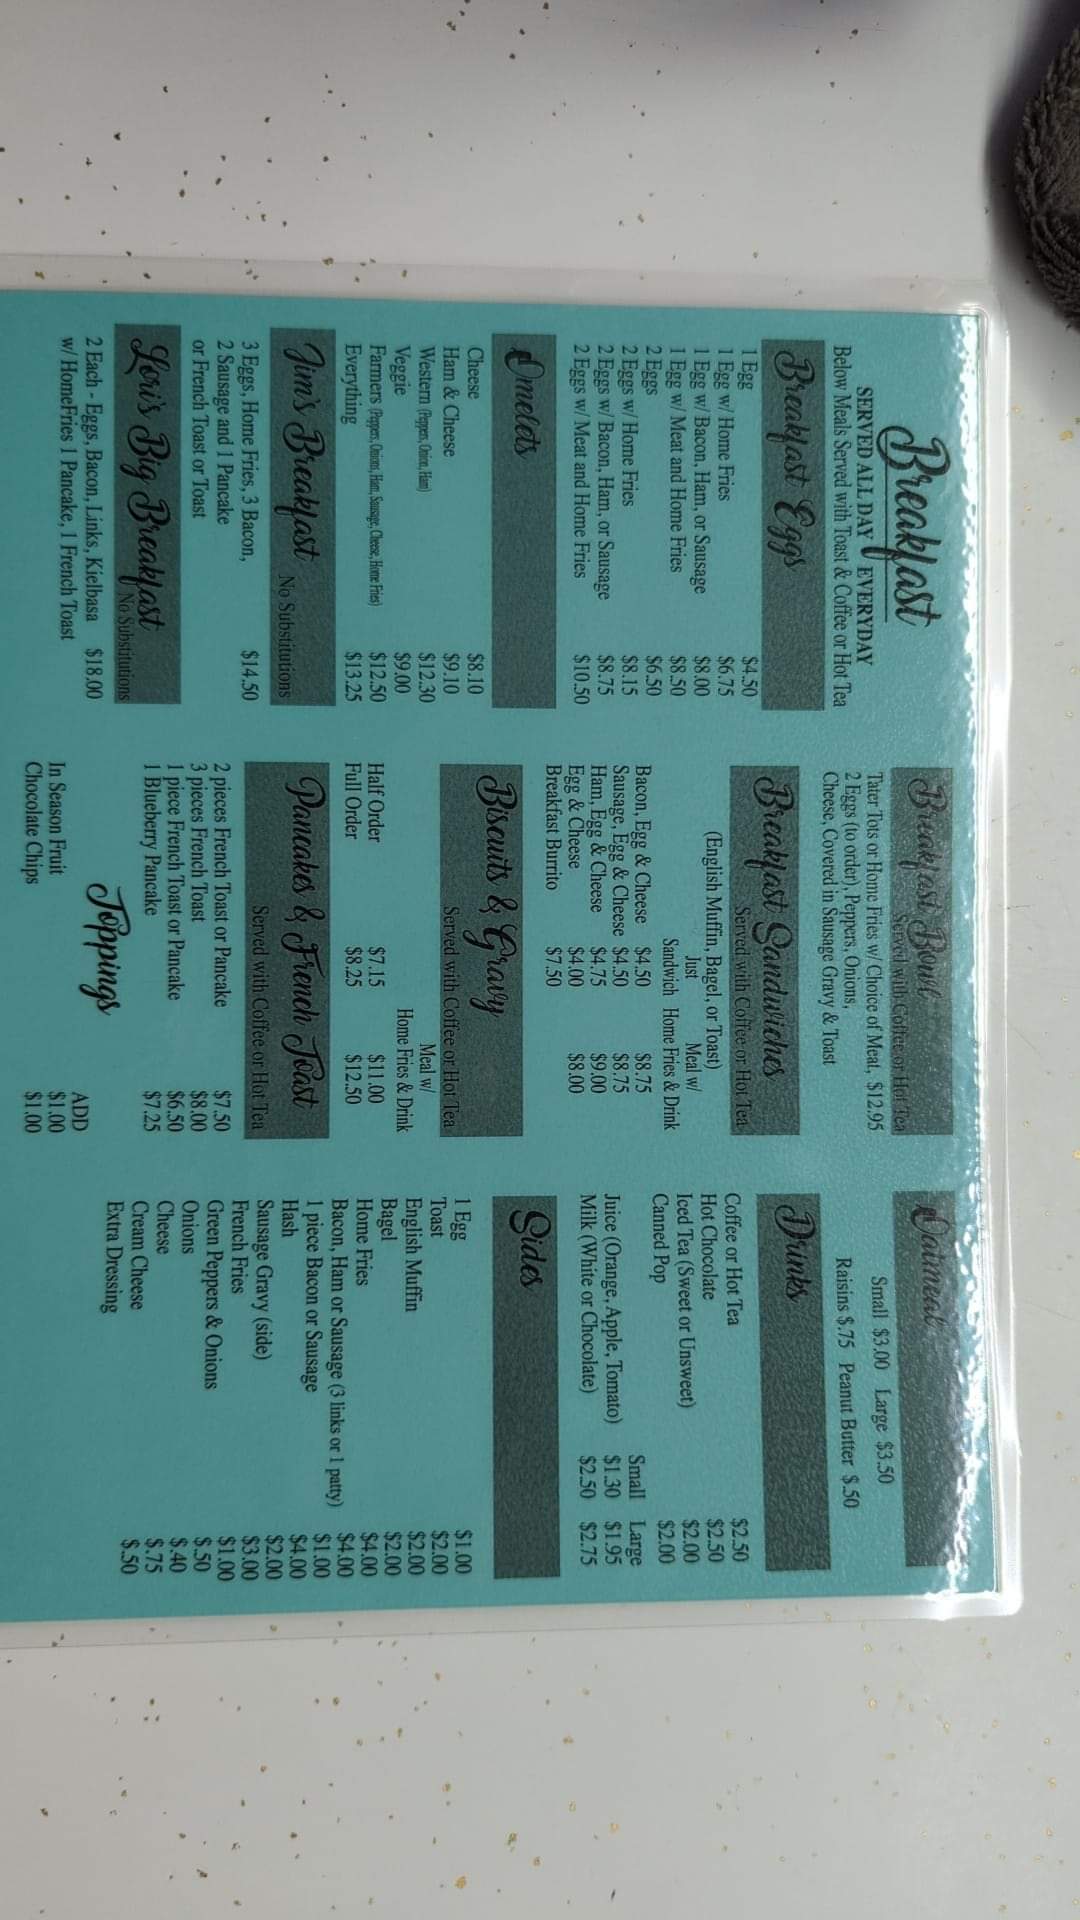 Breakfast
SERVED ALL DAY EVERYDAY
Below Meals Served with Toast & Coffee or Hot Tea
Breakfast Eggs
1 Egg $4.50
1 Egg w/ Home Fries $6.75
1 Egg w/ Bacon, Ham, or Sausage $8.00
1 Egg w/ Meat and Home Fries $8.50
2 Eggs $6.50
2 Eggs w/ Home Fries $8.15
2 Eggs w/ Bacon, Ham, or Sausage $8.75
2 Eggs w/ Meat and Home Fries $10.50
Omelets
Cheese $8.10
Ham & Cheese $9.10
Western (Peppers, Onion, Ham) $12.30
Veggie $9.00
Farmers (Peppers, Onions, Ham, Sausage, Cheese, Home Fries) $12.50
Everything $13.25
Jim's Breakfast No Substitutions
3 Eggs, Home Fries, 3 Bacon, $14.50
2 Sausage and 1 Pancake
or French Toast or Toast
Lori's Big Breakfast No Substitutions
2 Each - Eggs, Bacon, Links, Kielbasa $18.00
w/ HomeFries 1 Pancake, 1 French Toast
Breakfast Bowl
Served with Coffee or Hot Tea
Tater Tots or Home Fries w/ Choice of Meat, $12.95
2 Eggs (to order), Peppers, Onions,
Cheese, Covered in Sausage Gravy & Toast
Breakfast Sandwiches
Served with Coffee or Hot Tea
(English Muffin, Bagel, or Toast)
Just Meal w/
Sandwich Home Fries & Drink
Bacon, Egg & Cheese $4.50 $8.75
Sausage, Egg & Cheese $4.50 $8.75
Ham, Egg & Cheese $4.75 $9.00
Egg & Cheese $4.00 $8.00
Breakfast Burrito $7.50
Biscuits & Gravy
Served with Coffee or Hot Tea
Meal w/
Home Fries & Drink
Half Order $7.15 $11.00
Full Order $8.25 $12.50
Pancakes & French Toast
Served with Coffee or Hot Tea
2 pieces French Toast or Pancake $7.50
3 pieces French Toast $8.00
1 piece French Toast or Pancake $6.50
1 Blueberry Pancake $7.25
Toppings
ADD
In Season Fruit $1.00
Chocolate Chips $1.00
Oatmeal
Small $3.00 Large $3.50
Raisins $.75 Peanut Butter $.50
Drinks
Coffee or Hot Tea $2.50
Hot Chocolate $2.50
Iced Tea (Sweet or Unsweet) $2.00
Canned Pop $2.00
Small Large
Juice (Orange, Apple, Tomato) $1.30 $1.95
Milk (White or Chocolate) $2.50 $2.75
Sides
1 Egg $1.00
Toast $2.00
English Muffin $2.00
Bagel $2.00
Home Fries $4.00
Bacon, Ham or Sausage (3 links or 1 patty) $4.00
1 piece Bacon or Sausage $1.00
Hash $4.00
Sausage Gravy (side) $2.00
French Fries $3.00
Green Peppers & Onions $1.00
Onions $.50
Cheese $.40
Cream Cheese $.75
Extra Dressing $.50